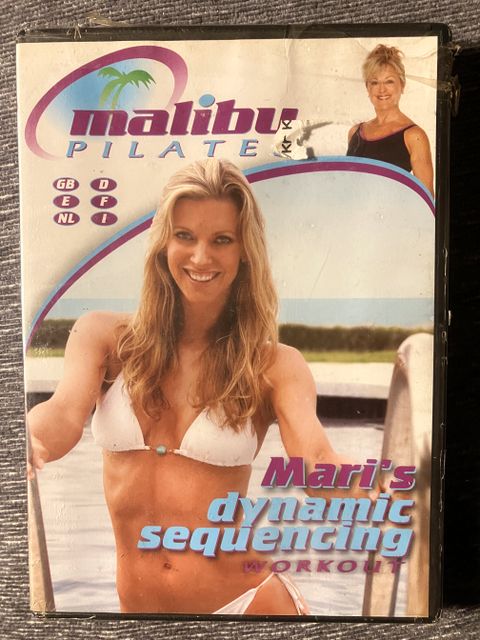 malibu
PILATE
GB D
E F
NL I
Mari's
dynamic
sequencing
WORKOUT